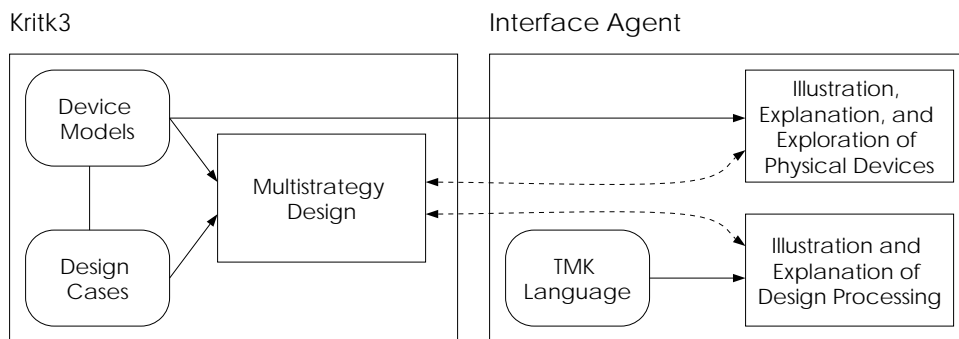 Kritk3
Interface Agent
Device
Models
Multistrategy
Design
Design
Cases
Illustration,
Explanation, and
Exploration of
Physical Devices
TMK
Language
Illustration and
Explanation of
Design Processing